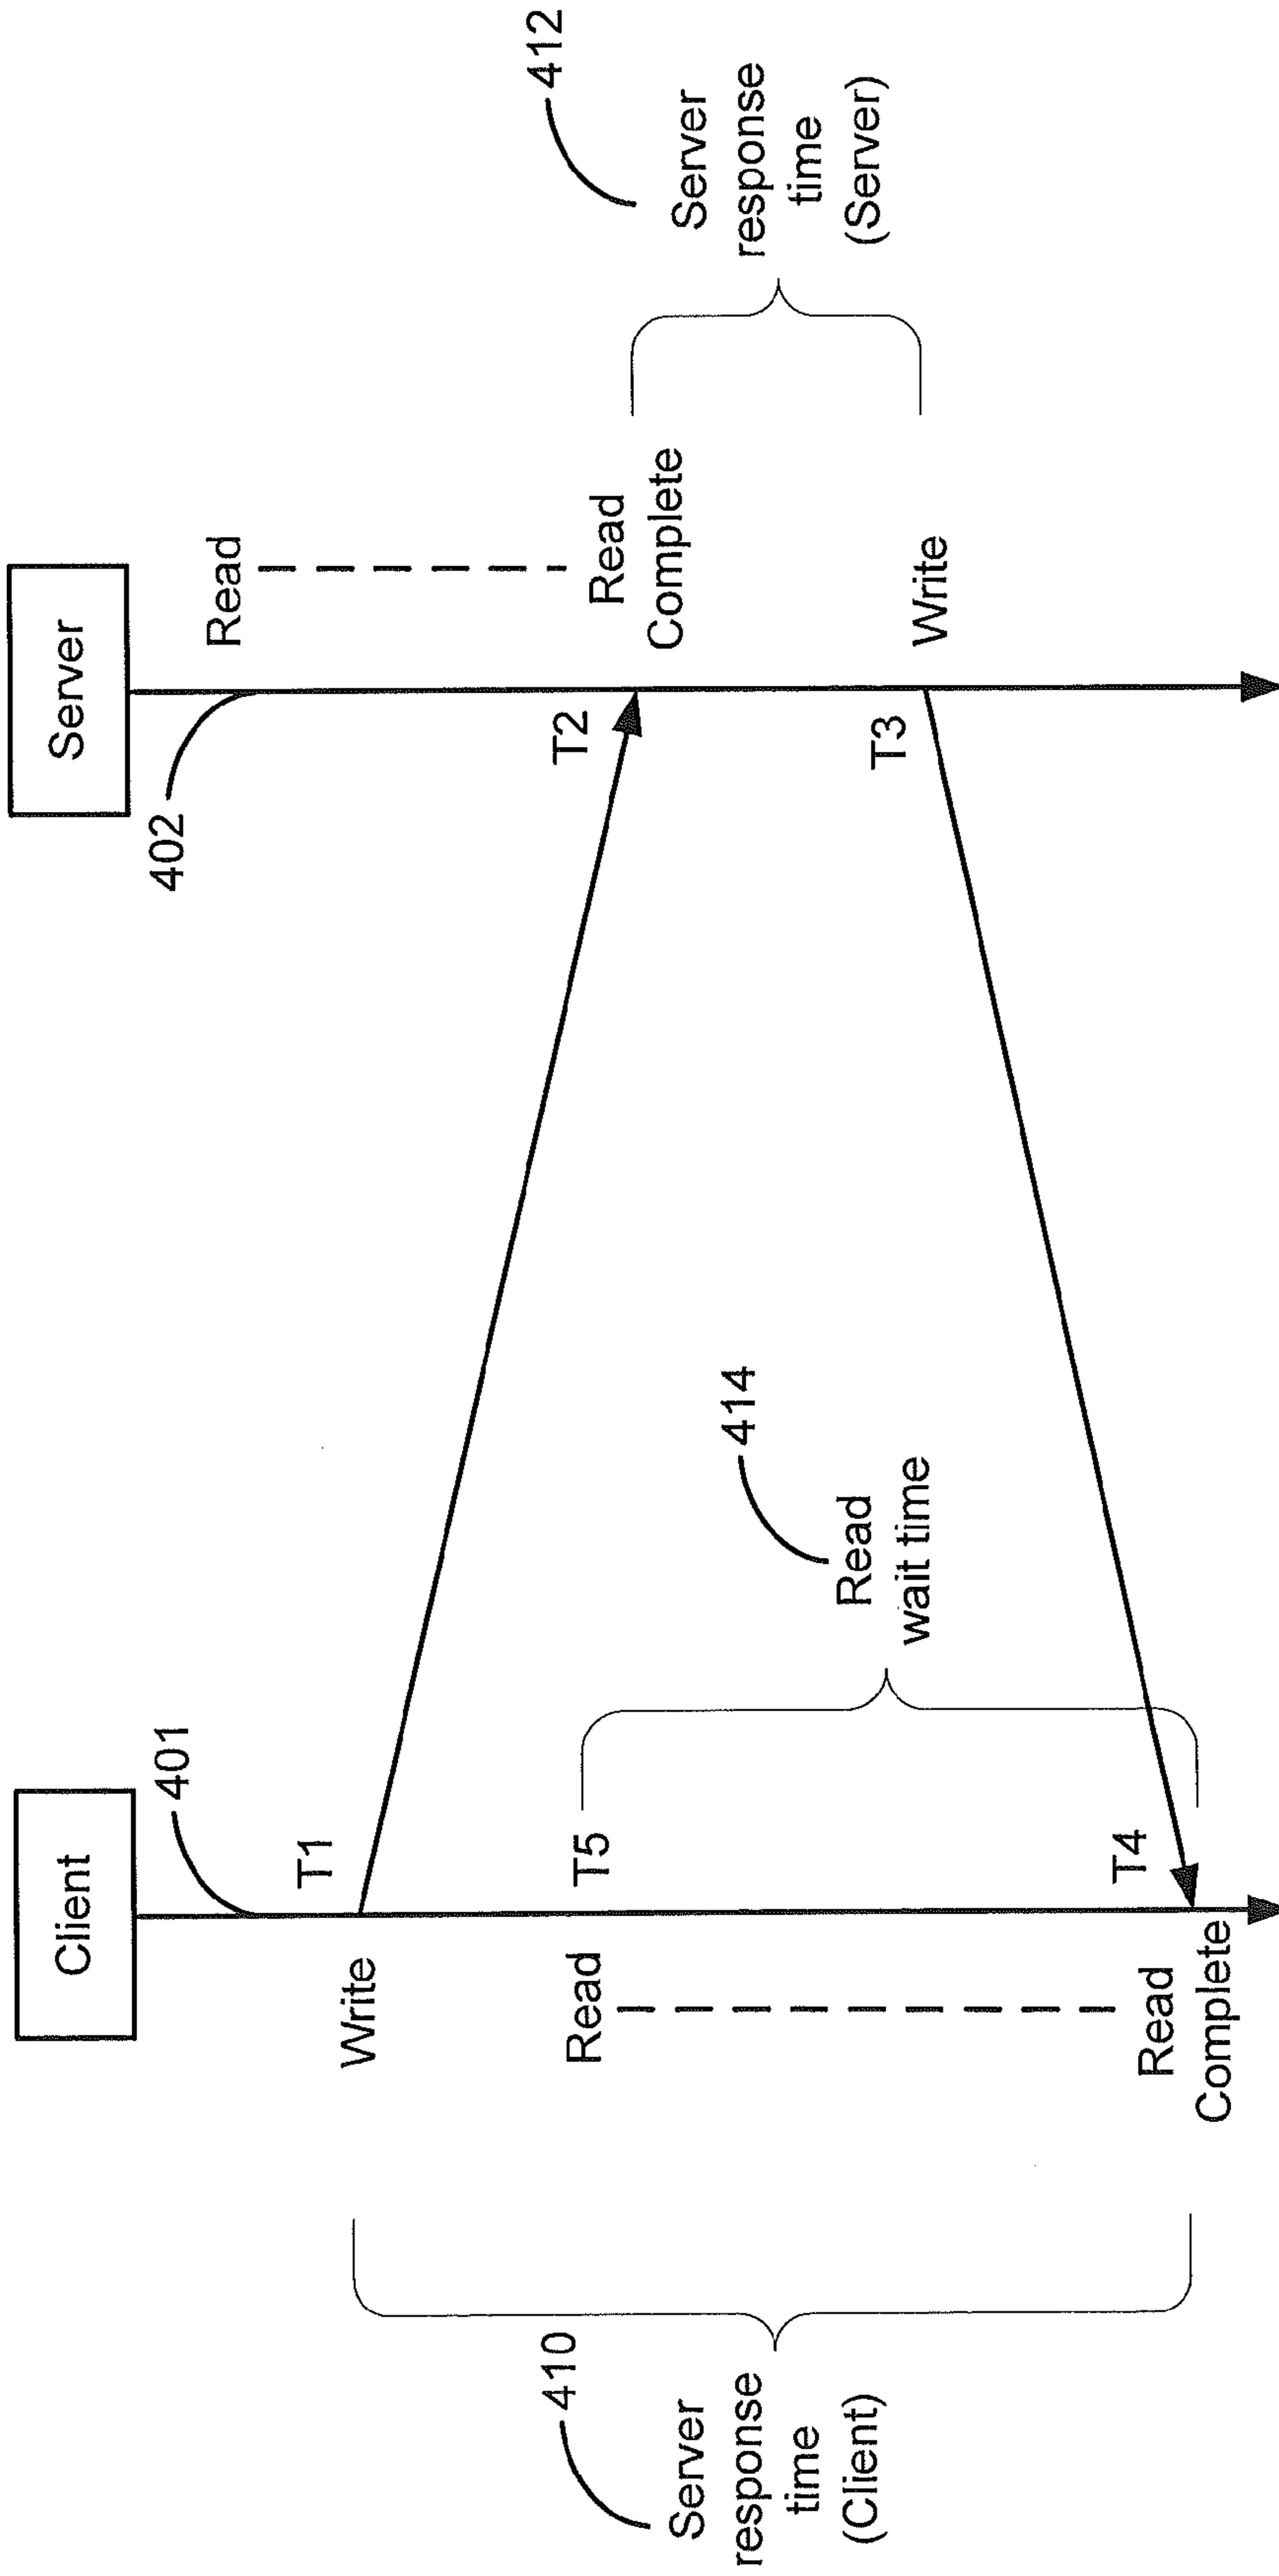 Client
Server
401
402
Write
T1
Read
T5
Read
Complete
T4
Read
wait time
414
Server
response
time
(Client)
410
Read
Read
Complete
T2
T3
Write
Server
response
time
(Server)
412